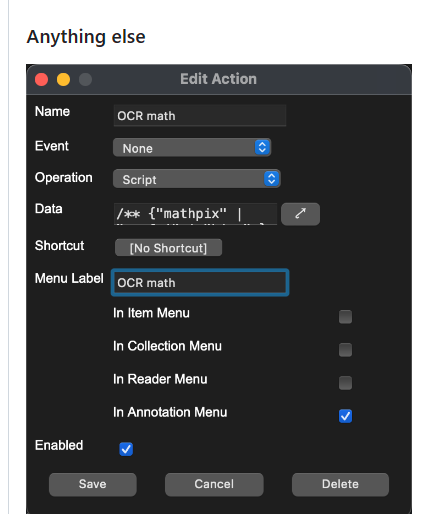 Anything else
Edit Action
Name
OCR math
Event
None
Operation
Script
Data
/** {"mathpix" |
Shortcut
[No Shortcut]
Menu Label
OCR math
In Item Menu
In Collection Menu
In Reader Menu
In Annotation Menu
Enabled
Save Cancel Delete